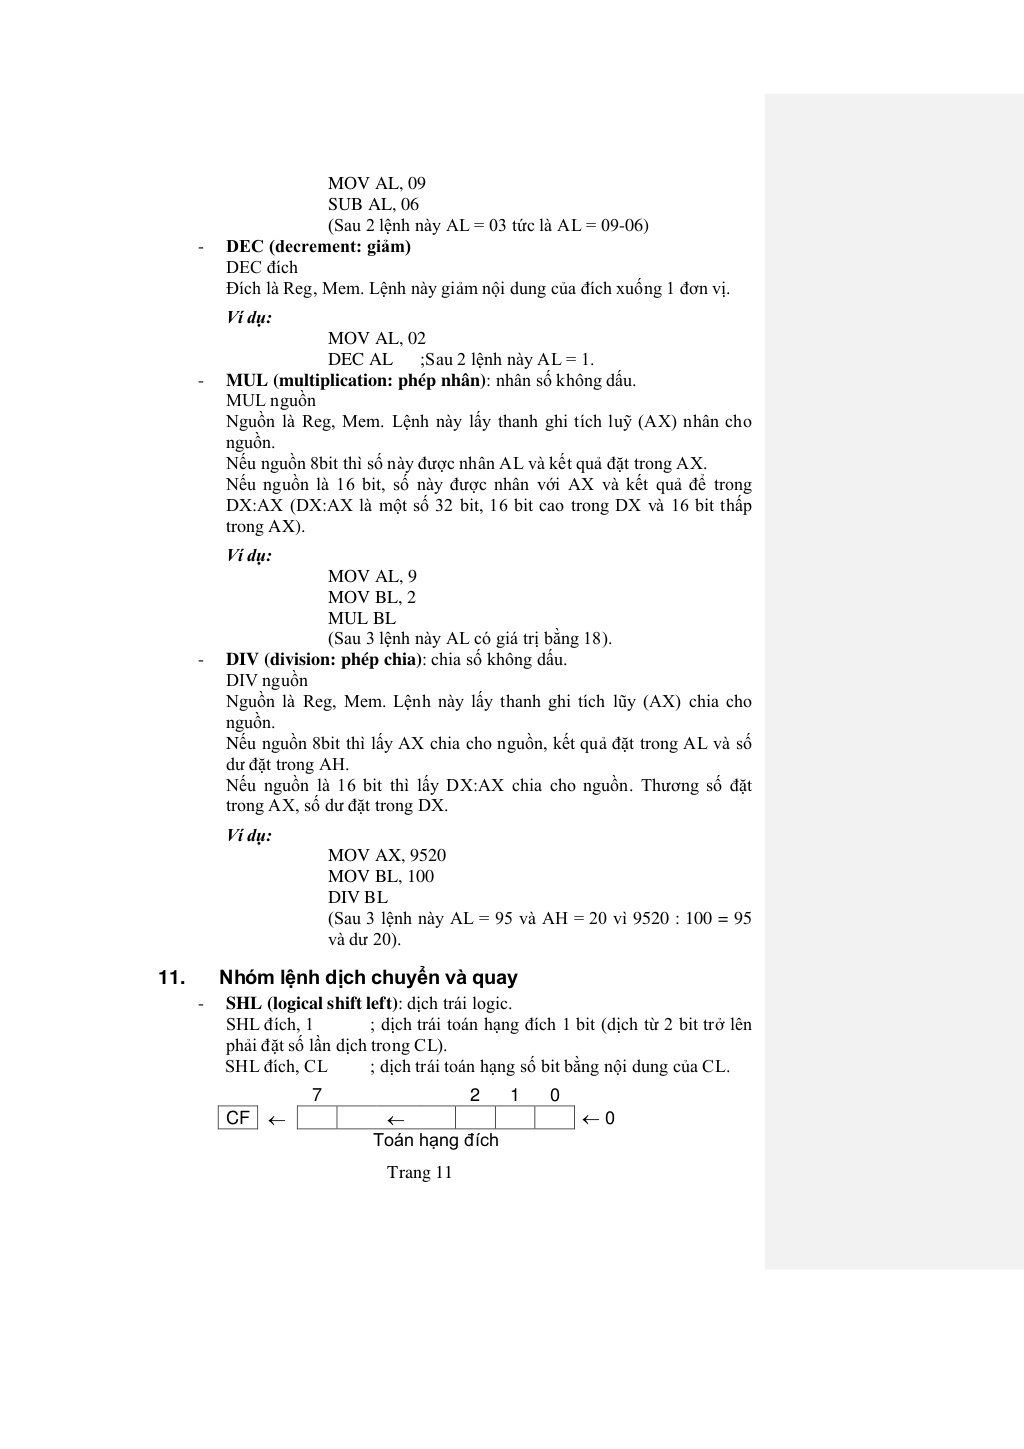 MOV AL, 09
SUB AL, 06
(Sau 2 lệnh này AL = 03 tức là AL = 09-06)
- DEC (decrement: giảm)
DEC đích
Đích là Reg, Mem. Lệnh này giảm nội dung của đích xuống 1 đơn vị.
Ví dụ:
MOV AL, 02
DEC AL ;Sau 2 lệnh này AL = 1.
- MUL (multiplication: phép nhân): nhân số không dấu.
MUL nguồn
Nguồn là Reg, Mem. Lệnh này lấy thanh ghi tích luỹ (AX) nhân cho
nguồn.
Nếu nguồn 8bit thì số này được nhân AL và kết quả đặt trong AX.
Nếu nguồn là 16 bit, số này được nhân với AX và kết quả để trong
DX:AX (DX:AX là một số 32 bit, 16 bit cao trong DX và 16 bit thấp
trong AX).
Ví dụ:
MOV AL, 9
MOV BL, 2
MUL BL
(Sau 3 lệnh này AL có giá trị bằng 18).
- DIV (division: phép chia): chia số không dấu.
DIV nguồn
Nguồn là Reg, Mem. Lệnh này lấy thanh ghi tích lũy (AX) chia cho
nguồn.
Nếu nguồn 8bit thì lấy AX chia cho nguồn, kết quả đặt trong AL và số
dư đặt trong AH.
Nếu nguồn là 16 bit thì lấy DX:AX chia cho nguồn. Thương số đặt
trong AX, số dư đặt trong DX.
Ví dụ:
MOV AX, 9520
MOV BL, 100
DIV BL
(Sau 3 lệnh này AL = 95 và AH = 20 vì 9520 : 100 = 95
và dư 20).
11. Nhóm lệnh dịch chuyển và quay
- SHL (logical shift left): dịch trái logic.
SHL đích, 1 ; dịch trái toán hạng đích 1 bit (dịch từ 2 bit trở lên
phải đặt số lần dịch trong CL).
SHL đích, CL ; dịch trái toán hạng số bit bằng nội dung của CL.
7 2 1 0
CF ← ← ← 0
Toán hạng đích
Trang 11